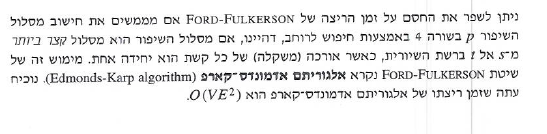 ניתן לשפר את החסם על זמן הריצה של FORD-FULKERSON אם מממשים את חישוב מסלול
השיפור p בשורה 4 באמצעות חיפוש לרוחב, דהיינו, אם מסלול השיפור הוא מסלול קצר ביותר
מ־s אל t ברשת השיורית, כאשר אורכה (משקלה) של כל קשת הוא יחידה אחת. מימוש זה של
שיטת FORD-FULKERSON נקרא אלגוריתם אדמונדס־קארפ (Edmonds-Karp algorithm). נוכיח
עתה שזמן ריצתו של אלגוריתם אדמונדס־קארפ הוא O(VE²).